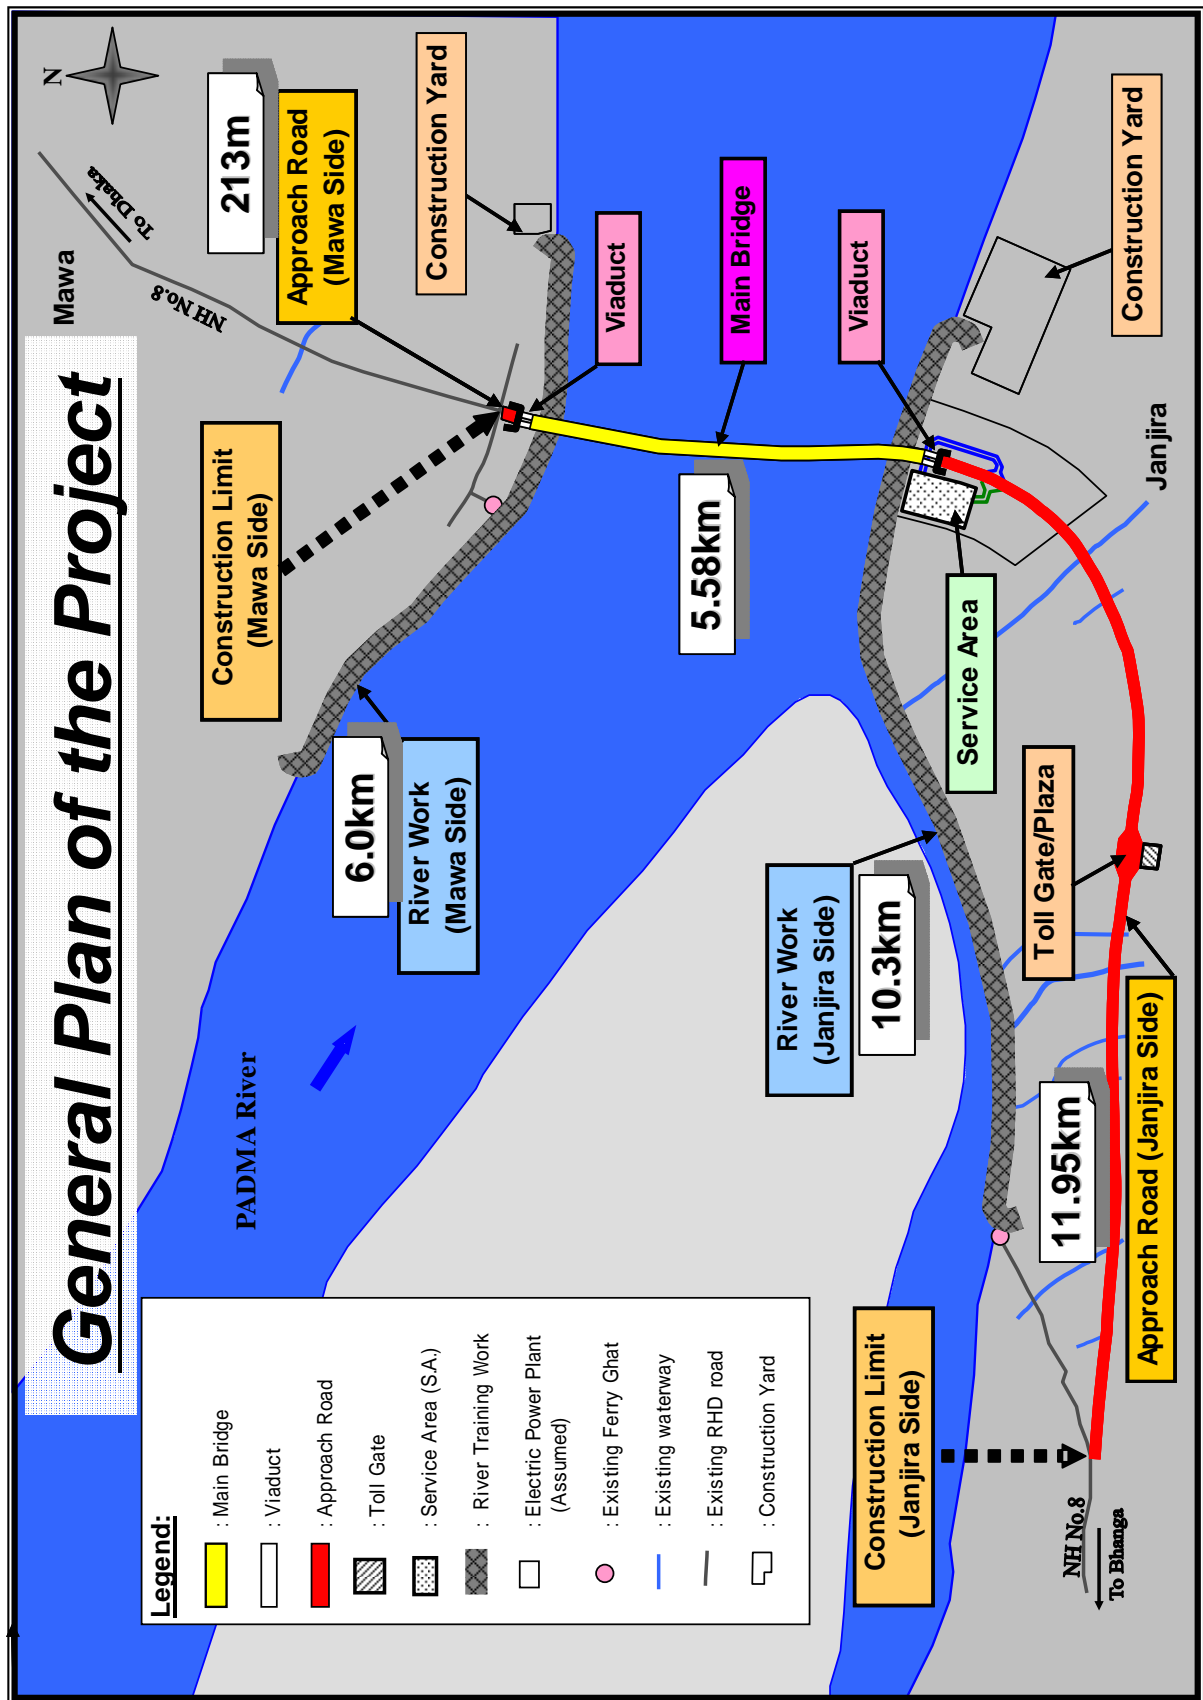 General Plan of the Project
N
Mawa
To Dhaka
NH No.8
213m
Approach Road
(Mawa Side)
Construction Yard
Construction Limit
(Mawa Side)
Viaduct
Main Bridge
5.58km
Viaduct
Construction Yard
Janjira
6.0km
River Work
(Mawa Side)
PADMA River
Service Area
Toll Gate/Plaza
River Work
(Janjira Side)
10.3km
11.95km
Approach Road (Janjira Side)
Construction Limit
(Janjira Side)
NH No.8
To Bhanga
Legend:
: Main Bridge
: Viaduct
: Approach Road
: Toll Gate
: Service Area (S.A.)
: River Training Work
: Electric Power Plant
(Assumed)
: Existing Ferry Ghat
: Existing waterway
: Existing RHD road
: Construction Yard